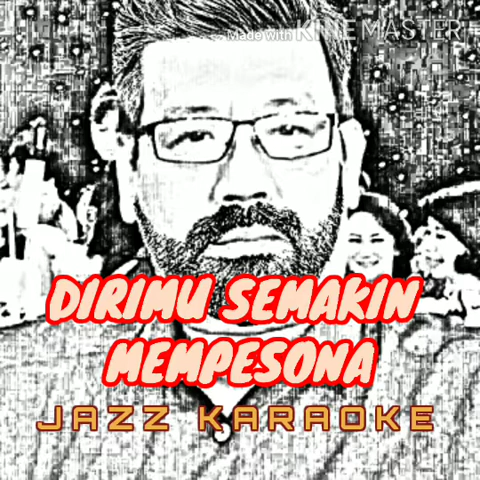 Made with KINEMASTER
DIRIMU SEMAKIN
MEMPESONA
JAZZ KARAOKE